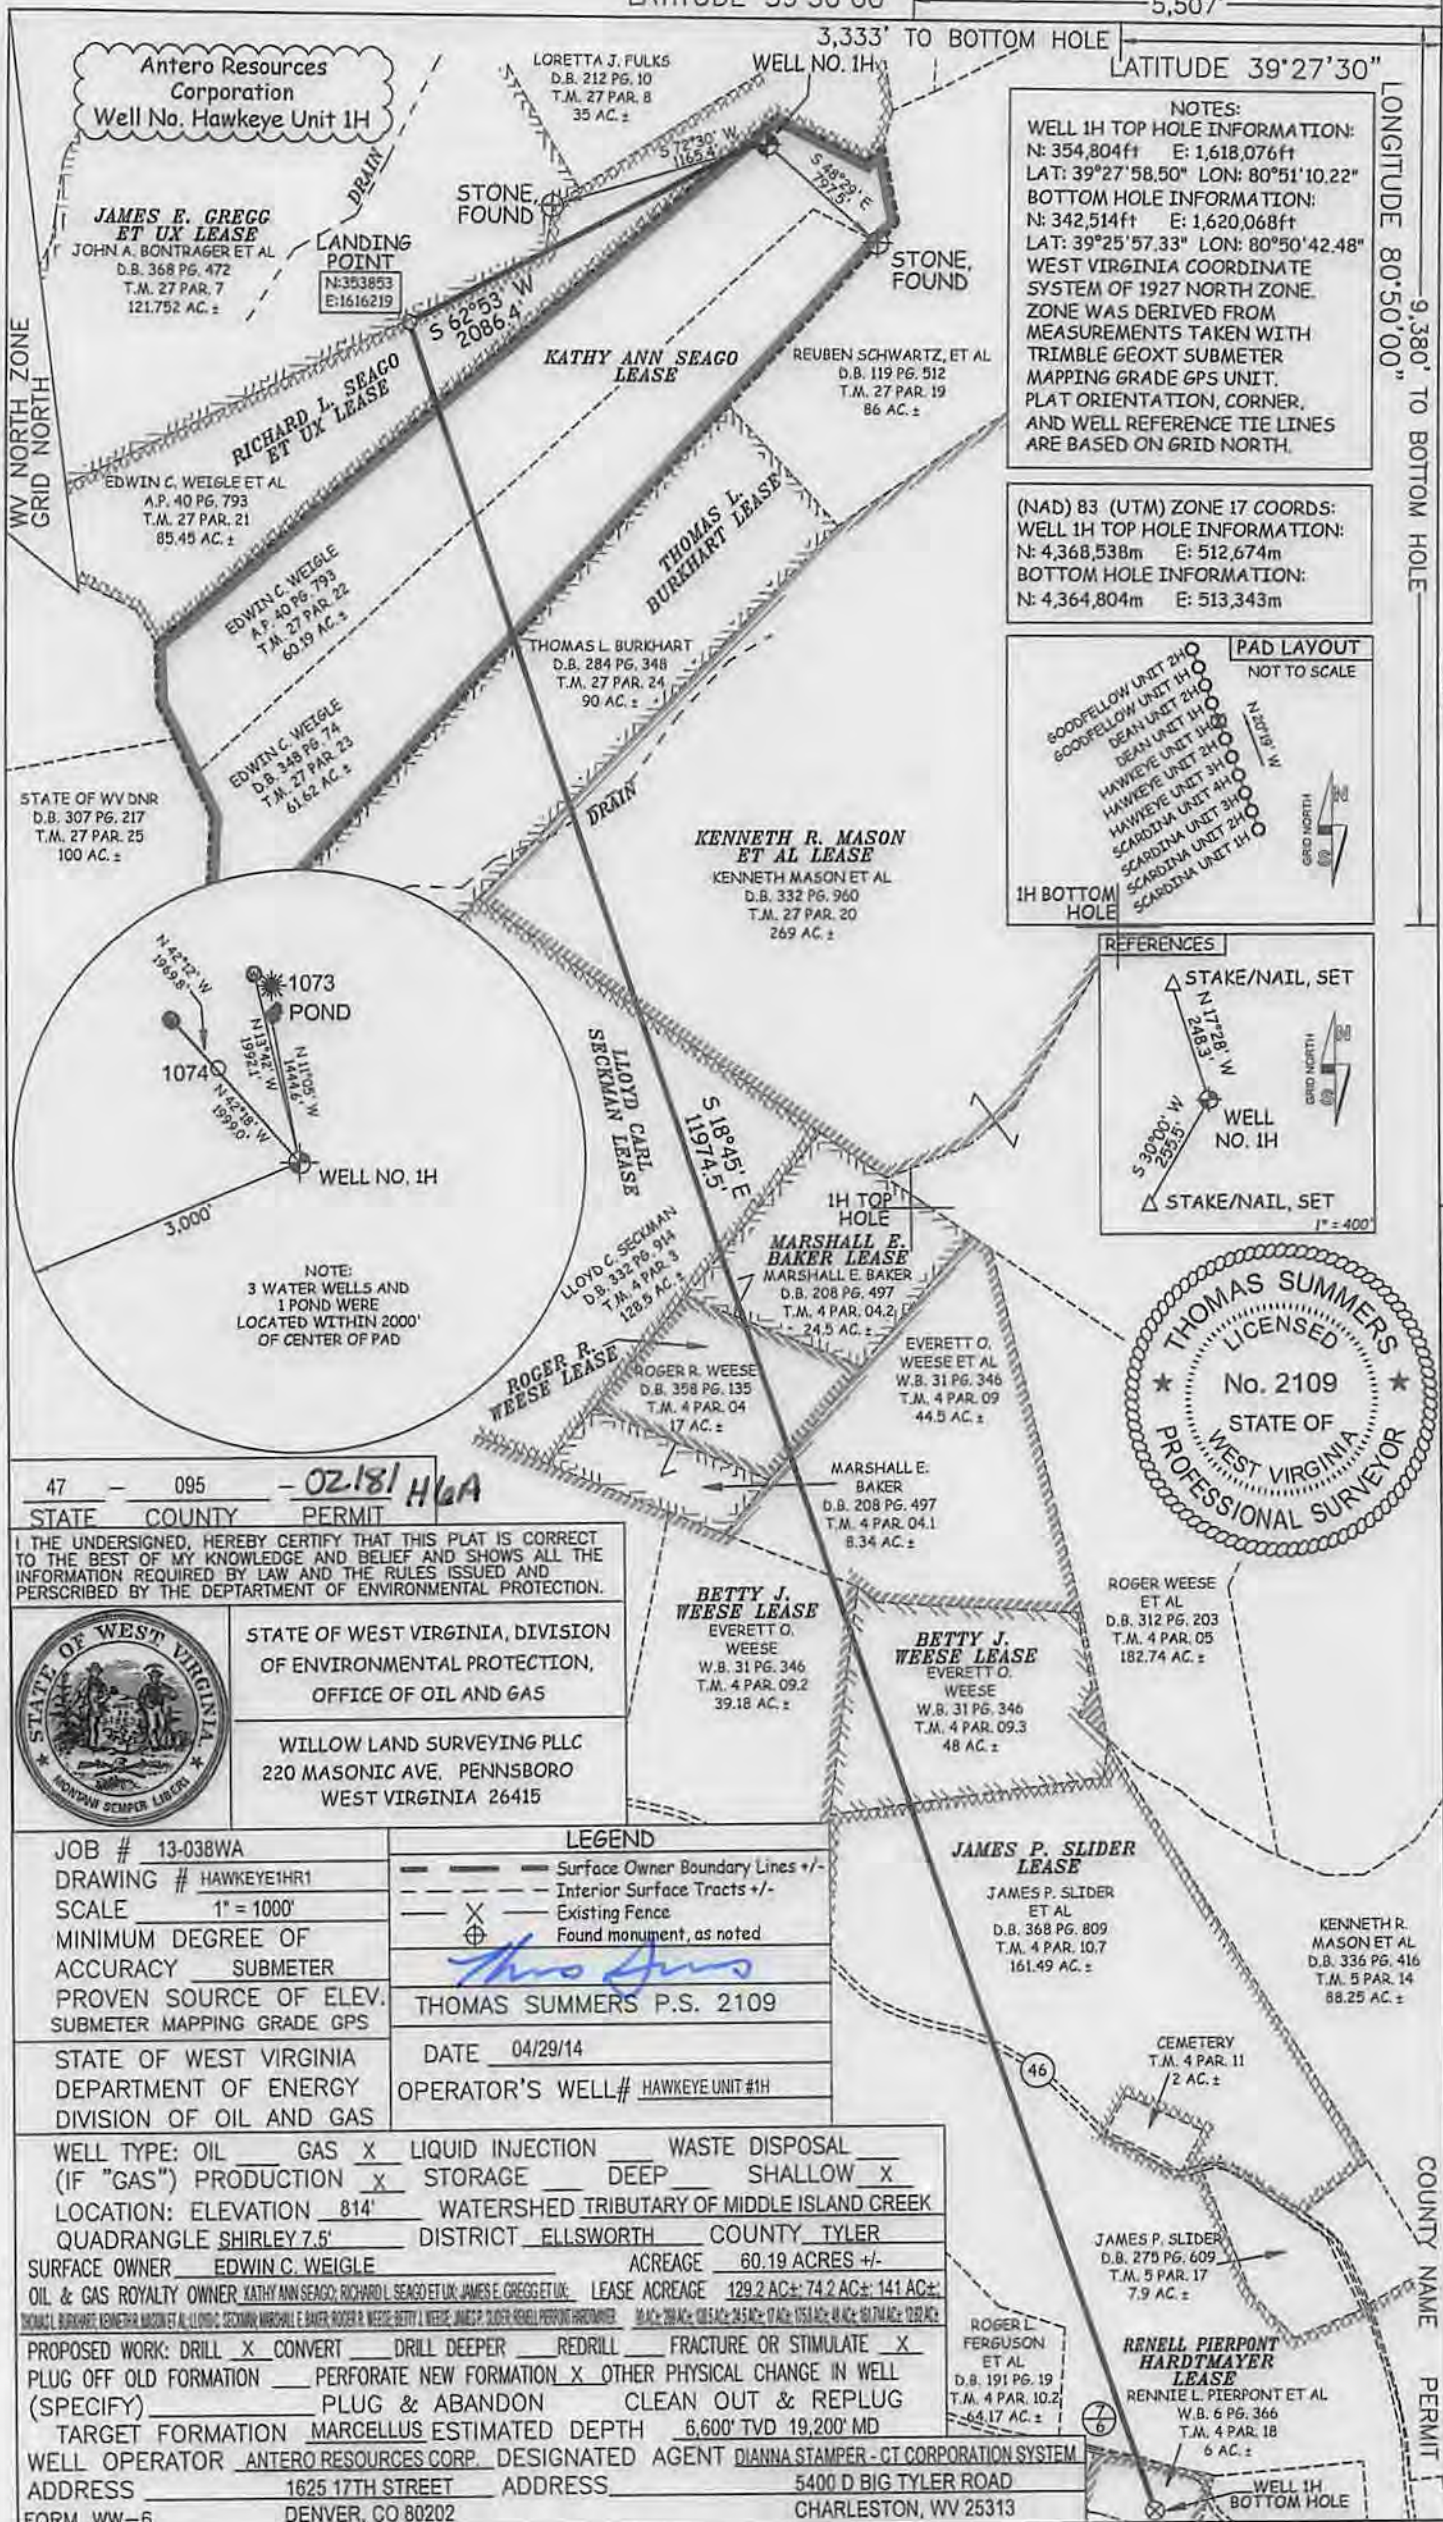 LATITUDE 39°30'00"
5,507'
3,333' TO BOTTOM HOLE
LATITUDE 39°27'30"
LONGITUDE 80°50'00"
9,380' TO BOTTOM HOLE
Antero Resources
Corporation
Well No. Hawkeye Unit 1H
LORETTA J. FULKS
D.B. 212 PG. 10
T.M. 27 PAR. 8
35 AC. ±
WELL NO. 1H
DRAIN
S 72°30' W
1165.4'
S 48°29' E
797.5'
STONE,
FOUND
STONE,
FOUND
JAMES E. GREGG
ET UX LEASE
JOHN A. BONTRAGER ET AL
D.B. 368 PG. 472
T.M. 27 PAR. 7
121.752 AC. ±
LANDING
POINT
N:353853
E:1616219
S 62°53' W
2086.4'
WV NORTH ZONE
GRID NORTH
RICHARD L. SEAGO
ET UX LEASE
KATHY ANN SEAGO
LEASE
REUBEN SCHWARTZ, ET AL
D.B. 119 PG. 512
T.M. 27 PAR. 19
86 AC. ±
EDWIN C. WEIGLE ET AL
A.P. 40 PG. 793
T.M. 27 PAR. 21
85.45 AC. ±
THOMAS L.
BURKHART LEASE
EDWIN C. WEIGLE
A.P. 40 PG. 793
T.M. 27 PAR. 22
60.19 AC. ±
THOMAS L. BURKHART
D.B. 284 PG. 348
T.M. 27 PAR. 24
90 AC. ±
EDWIN C. WEIGLE
D.B. 348 PG. 74
T.M. 27 PAR. 23
61.62 AC. ±
STATE OF WV DNR
D.B. 307 PG. 217
T.M. 27 PAR. 25
100 AC. ±
DRAIN
KENNETH R. MASON
ET AL LEASE
KENNETH MASON ET AL
D.B. 332 PG. 960
T.M. 27 PAR. 20
269 AC. ±
NOTES:
WELL 1H TOP HOLE INFORMATION:
N: 354,804ft E: 1,618,076ft
LAT: 39°27'58.50" LON: 80°51'10.22"
BOTTOM HOLE INFORMATION:
N: 342,514ft E: 1,620,068ft
LAT: 39°25'57.33" LON: 80°50'42.48"
WEST VIRGINIA COORDINATE
SYSTEM OF 1927 NORTH ZONE.
ZONE WAS DERIVED FROM
MEASUREMENTS TAKEN WITH
TRIMBLE GEOXT SUBMETER
MAPPING GRADE GPS UNIT.
PLAT ORIENTATION, CORNER,
AND WELL REFERENCE TIE LINES
ARE BASED ON GRID NORTH.
(NAD) 83 (UTM) ZONE 17 COORDS:
WELL 1H TOP HOLE INFORMATION:
N: 4,368,538m E: 512,674m
BOTTOM HOLE INFORMATION:
N: 4,364,804m E: 513,343m
PAD LAYOUT
NOT TO SCALE
GOODFELLOW UNIT 2H
GOODFELLOW UNIT 1H
DEAN UNIT 2H
DEAN UNIT 1H
HAWKEYE UNIT 1H
HAWKEYE UNIT 2H
HAWKEYE UNIT 3H
SCARDINA UNIT 4H
SCARDINA UNIT 3H
SCARDINA UNIT 2H
SCARDINA UNIT 1H
N 20°19' W
GRID NORTH
1H BOTTOM
HOLE
REFERENCES
STAKE/NAIL, SET
N 17°28' W
248.3'
WELL
NO. 1H
S 30°00' W
255.5'
STAKE/NAIL, SET
GRID NORTH
1" = 400'
N 42°12' W
1969.8'
1073
POND
N 13°42' W
1992.1'
N 11°05' W
1444.6'
1074
N 42°18' W
1999.0'
WELL NO. 1H
3,000'
NOTE:
3 WATER WELLS AND
1 POND WERE
LOCATED WITHIN 2000'
OF CENTER OF PAD
LLOYD CARL
SECKMAN LEASE
S 18°45' E
11974.5'
LLOYD C. SECKMAN
D.B. 332 PG. 914
T.M. 4 PAR. 3
128.5 AC. ±
1H TOP
HOLE
MARSHALL E.
BAKER LEASE
MARSHALL E. BAKER
D.B. 208 PG. 497
T.M. 4 PAR. 04.2
24.5 AC. ±
ROGER R.
WEESE LEASE
ROGER R. WEESE
D.B. 358 PG. 135
T.M. 4 PAR. 04
17 AC. ±
EVERETT O.
WEESE ET AL
W.B. 31 PG. 346
T.M. 4 PAR. 09
44.5 AC. ±
MARSHALL E.
BAKER
D.B. 208 PG. 497
T.M. 4 PAR. 04.1
8.34 AC. ±
THOMAS SUMMERS
LICENSED
No. 2109
STATE OF
WEST VIRGINIA
PROFESSIONAL SURVEYOR
47 - 095 - 02181 H6A
STATE COUNTY PERMIT
I THE UNDERSIGNED, HEREBY CERTIFY THAT THIS PLAT IS CORRECT
TO THE BEST OF MY KNOWLEDGE AND BELIEF AND SHOWS ALL THE
INFORMATION REQUIRED BY LAW AND THE RULES ISSUED AND
PERSCRIBED BY THE DEPTARTMENT OF ENVIRONMENTAL PROTECTION.
STATE OF WEST VIRGINIA
MONTANI SEMPER LIBERI
STATE OF WEST VIRGINIA, DIVISION
OF ENVIRONMENTAL PROTECTION,
OFFICE OF OIL AND GAS
WILLOW LAND SURVEYING PLLC
220 MASONIC AVE. PENNSBORO
WEST VIRGINIA 26415
BETTY J.
WEESE LEASE
EVERETT O.
WEESE
W.B. 31 PG. 346
T.M. 4 PAR. 09.2
39.18 AC. ±
BETTY J.
WEESE LEASE
EVERETT O.
WEESE
W.B. 31 PG. 346
T.M. 4 PAR. 09.3
48 AC. ±
ROGER WEESE
ET AL
D.B. 312 PG. 203
T.M. 4 PAR. 05
182.74 AC. ±
JOB # 13-038WA
DRAWING # HAWKEYE1HR1
SCALE 1" = 1000'
MINIMUM DEGREE OF
ACCURACY SUBMETER
PROVEN SOURCE OF ELEV.
SUBMETER MAPPING GRADE GPS
LEGEND
Surface Owner Boundary Lines +/-
Interior Surface Tracts +/-
Existing Fence
Found monument, as noted
THOMAS SUMMERS P.S. 2109
STATE OF WEST VIRGINIA
DEPARTMENT OF ENERGY
DIVISION OF OIL AND GAS
DATE 04/29/14
OPERATOR'S WELL# HAWKEYE UNIT #1H
JAMES P. SLIDER
LEASE
JAMES P. SLIDER
ET AL
D.B. 368 PG. 809
T.M. 4 PAR. 10.7
161.49 AC. ±
KENNETH R.
MASON ET AL
D.B. 336 PG. 416
T.M. 5 PAR. 14
88.25 AC. ±
46
CEMETERY
T.M. 4 PAR. 11
2 AC. ±
JAMES P. SLIDER
D.B. 275 PG. 609
T.M. 5 PAR. 17
7.9 AC. ±
ROGER L.
FERGUSON
ET AL
D.B. 191 PG. 19
T.M. 4 PAR. 10.2
64.17 AC. ±
7
6
RENELL PIERPONT
HARDTMAYER
LEASE
RENNIE L. PIERPONT ET AL
W.B. 6 PG. 366
T.M. 4 PAR. 18
6 AC. ±
WELL 1H
BOTTOM HOLE
COUNTY NAME PERMIT
WELL TYPE: OIL GAS X LIQUID INJECTION WASTE DISPOSAL
(IF "GAS") PRODUCTION X STORAGE DEEP SHALLOW X
LOCATION: ELEVATION 814' WATERSHED TRIBUTARY OF MIDDLE ISLAND CREEK
QUADRANGLE SHIRLEY 7.5' DISTRICT ELLSWORTH COUNTY TYLER
SURFACE OWNER EDWIN C. WEIGLE ACREAGE 60.19 ACRES +/-
OIL & GAS ROYALTY OWNER KATHY ANN SEAGO; RICHARD L. SEAGO ET UX; JAMES E. GREGG ET UX; LEASE ACREAGE 129.2 AC±; 74.2 AC±; 141 AC±;
THOMAS L. BURKHART; KENNETH R. MASON ET AL; LLOYD C. SECKMAN; MARSHALL E. BAKER; ROGER R. WEESE; BETTY J. WEESE; JAMES P. SLIDER; RENELL PIERPONT HARDTMAYER
PROPOSED WORK: DRILL X CONVERT DRILL DEEPER REDRILL FRACTURE OR STIMULATE X
PLUG OFF OLD FORMATION PERFORATE NEW FORMATION X OTHER PHYSICAL CHANGE IN WELL
(SPECIFY) PLUG & ABANDON CLEAN OUT & REPLUG
TARGET FORMATION MARCELLUS ESTIMATED DEPTH 6,600' TVD 19,200' MD
WELL OPERATOR ANTERO RESOURCES CORP. DESIGNATED AGENT DIANNA STAMPER - CT CORPORATION SYSTEM
ADDRESS 1625 17TH STREET ADDRESS 5400 D BIG TYLER ROAD
FORM WW-6 DENVER, CO 80202 CHARLESTON, WV 25313